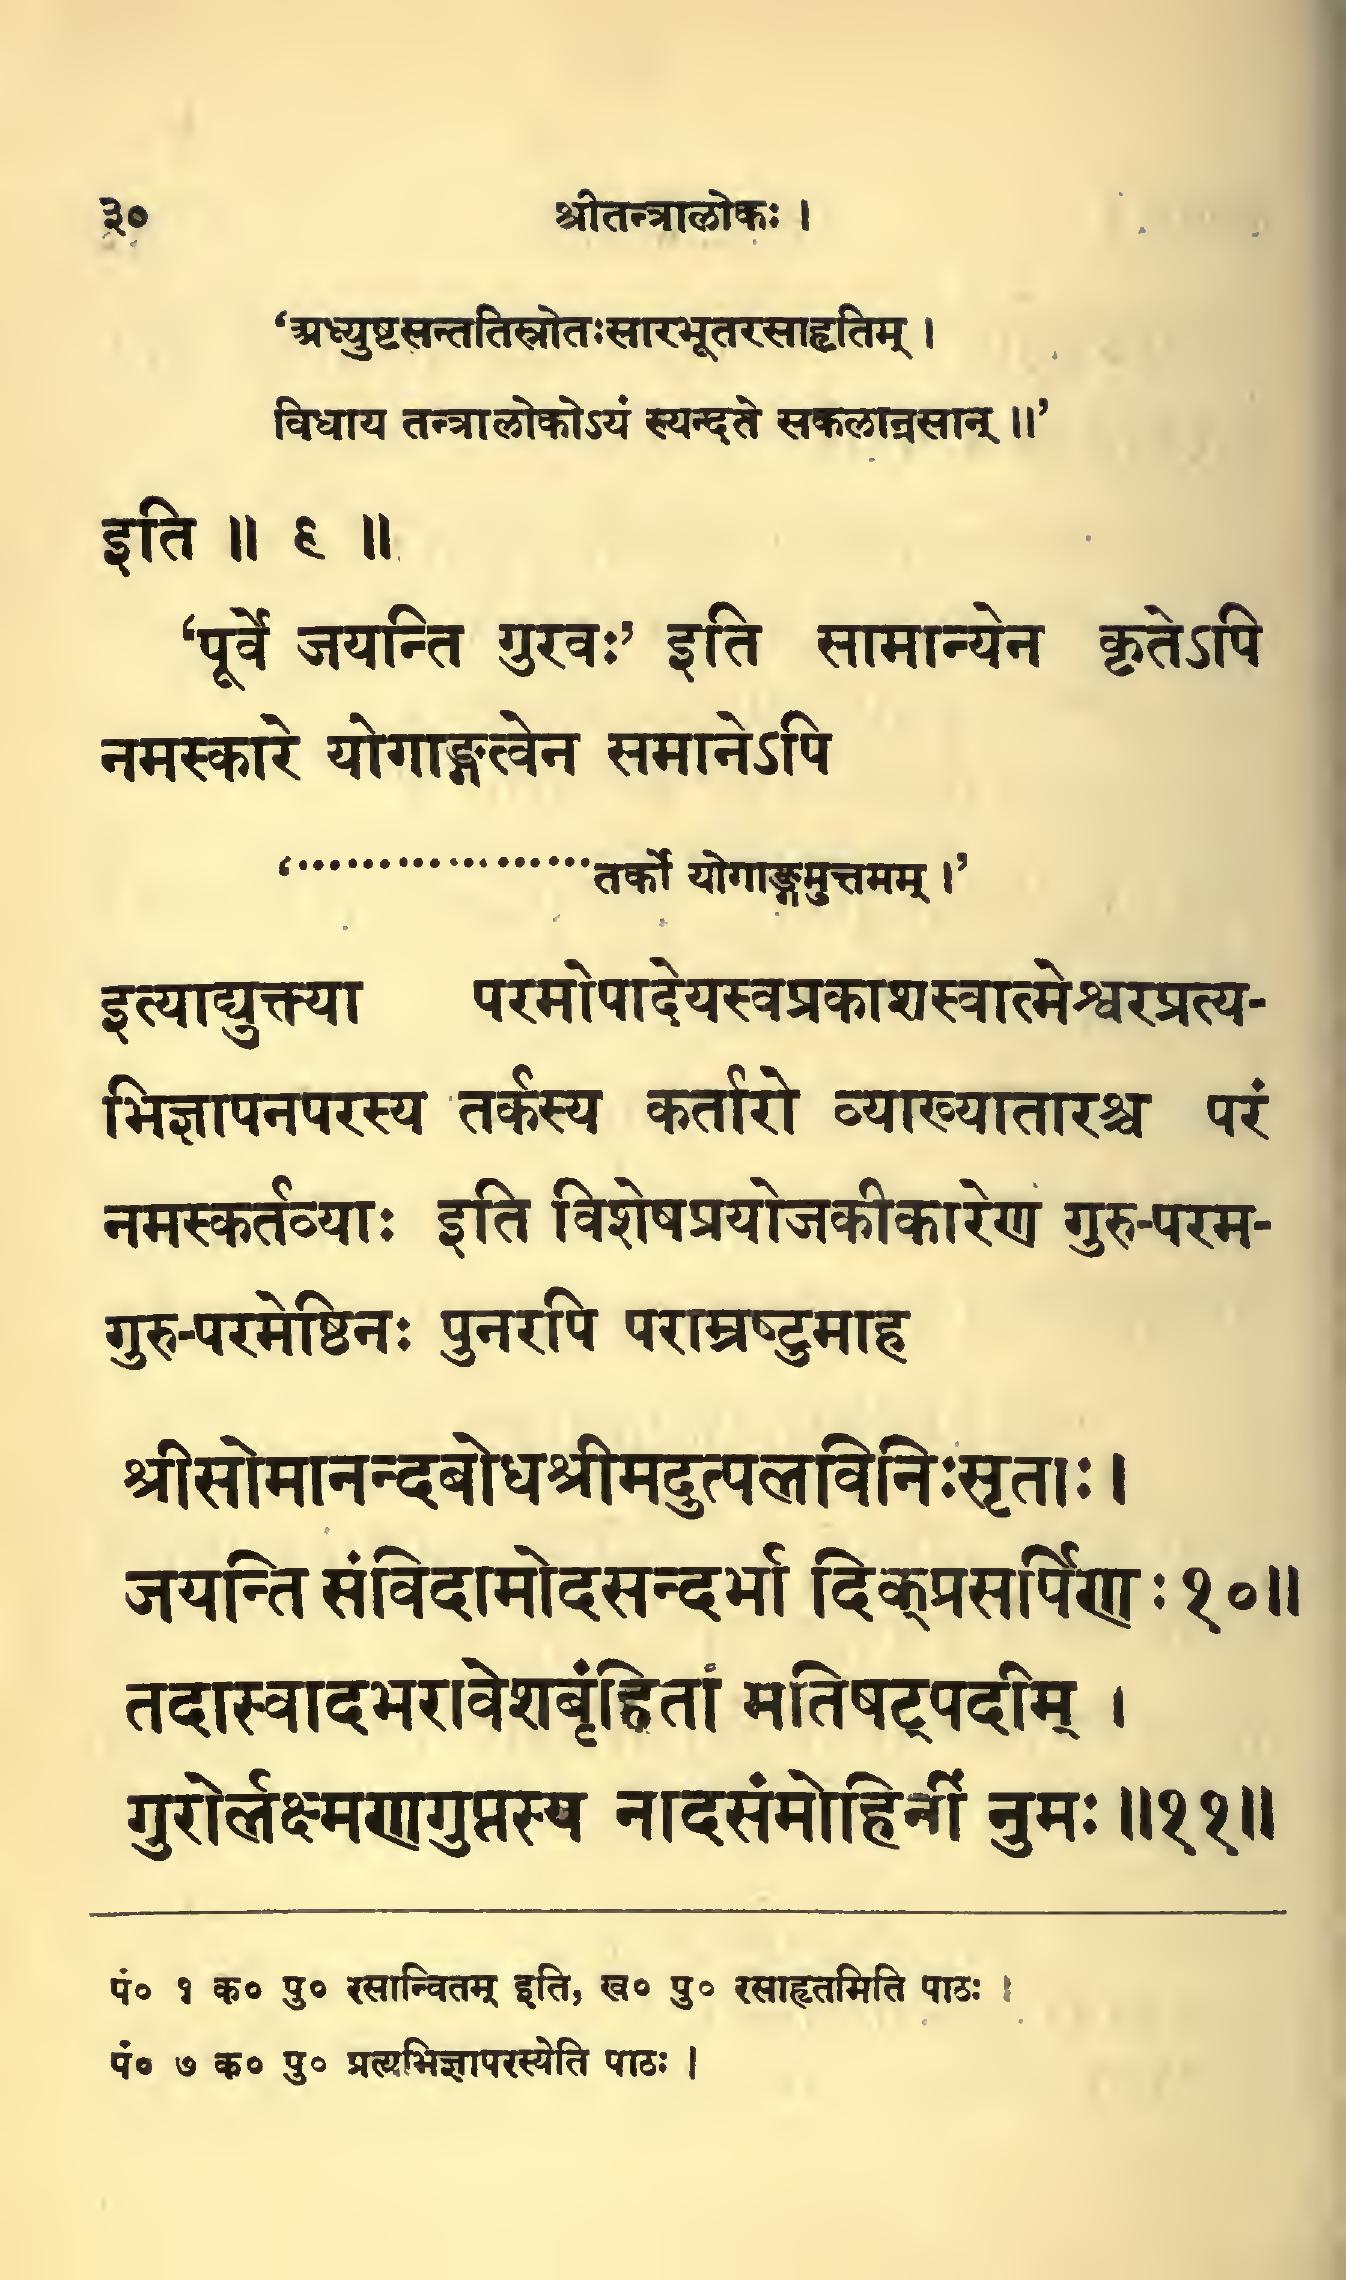 ३०
श्रीतन्त्रालोकः ।
‘अध्युष्टसन्ततिस्रोतःसारभूतरसाहृतिम् ।
विधाय तन्त्रालोकोऽयं स्यन्दते सकलान्रसान् ॥’
इति ॥ ९ ॥
‘पूर्वे जयन्ति गुरवः’ इति सामान्येन कृतेऽपि
नमस्कारे योगाङ्गत्वेन समानेऽपि
‘··················तर्को योगाङ्गमुत्तमम् ।’
इत्याद्युक्त्या परमोपादेयस्वप्रकाशस्वात्मेश्वरप्रत्य-
भिज्ञापनपरस्य तर्कस्य कर्तारो व्याख्यातारश्च परं
नमस्कर्तव्याः इति विशेषप्रयोजकीकारेण गुरु-परम-
गुरु-परमेष्ठिनः पुनरपि पराम्रष्टुमाह
श्रीसोमानन्दबोधश्रीमदुत्पलविनिःसृताः ।
जयन्ति संविदामोदसन्दर्भा दिक्प्रसर्पिणः १०॥
तदास्वादभरावेशबृंहितां मतिषट्पदीम् ।
गुरोर्लक्ष्मणगुप्तस्य नादसंमोहिनीं नुमः ॥११॥
पं० १ क० पु० रसान्वितम् इति, ख० पु० रसाहृतमिति पाठः ।
पं० ७ क० पु० प्रत्यभिज्ञापरस्येति पाठः ।